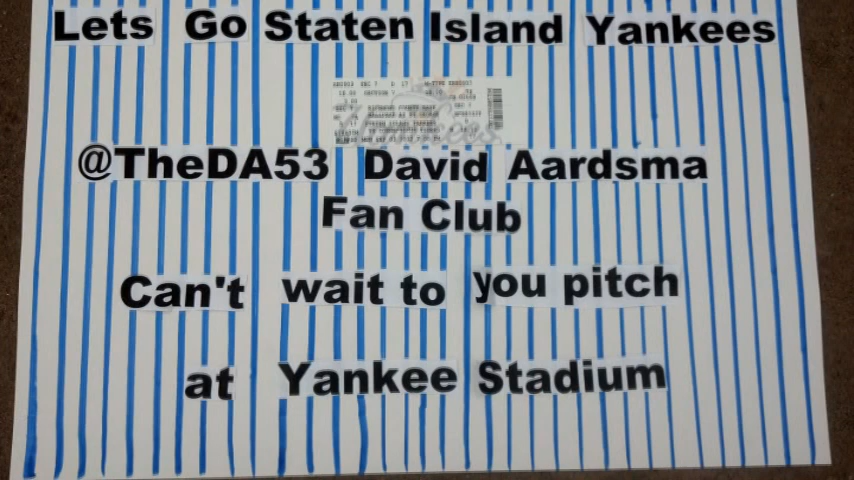 Lets Go Staten Island Yankees
@TheDA53 David Aardsma
Fan Club
Can't wait to you pitch
at Yankee Stadium